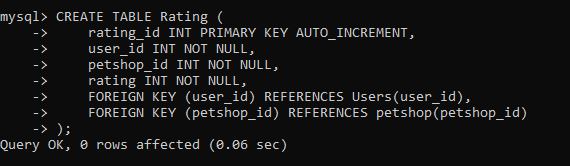 mysql> CREATE TABLE Rating (
    ->     rating_id INT PRIMARY KEY AUTO_INCREMENT,
    ->     user_id INT NOT NULL,
    ->     petshop_id INT NOT NULL,
    ->     rating INT NOT NULL,
    ->     FOREIGN KEY (user_id) REFERENCES Users(user_id),
    ->     FOREIGN KEY (petshop_id) REFERENCES petshop(petshop_id)
    -> );
Query OK, 0 rows affected (0.06 sec)